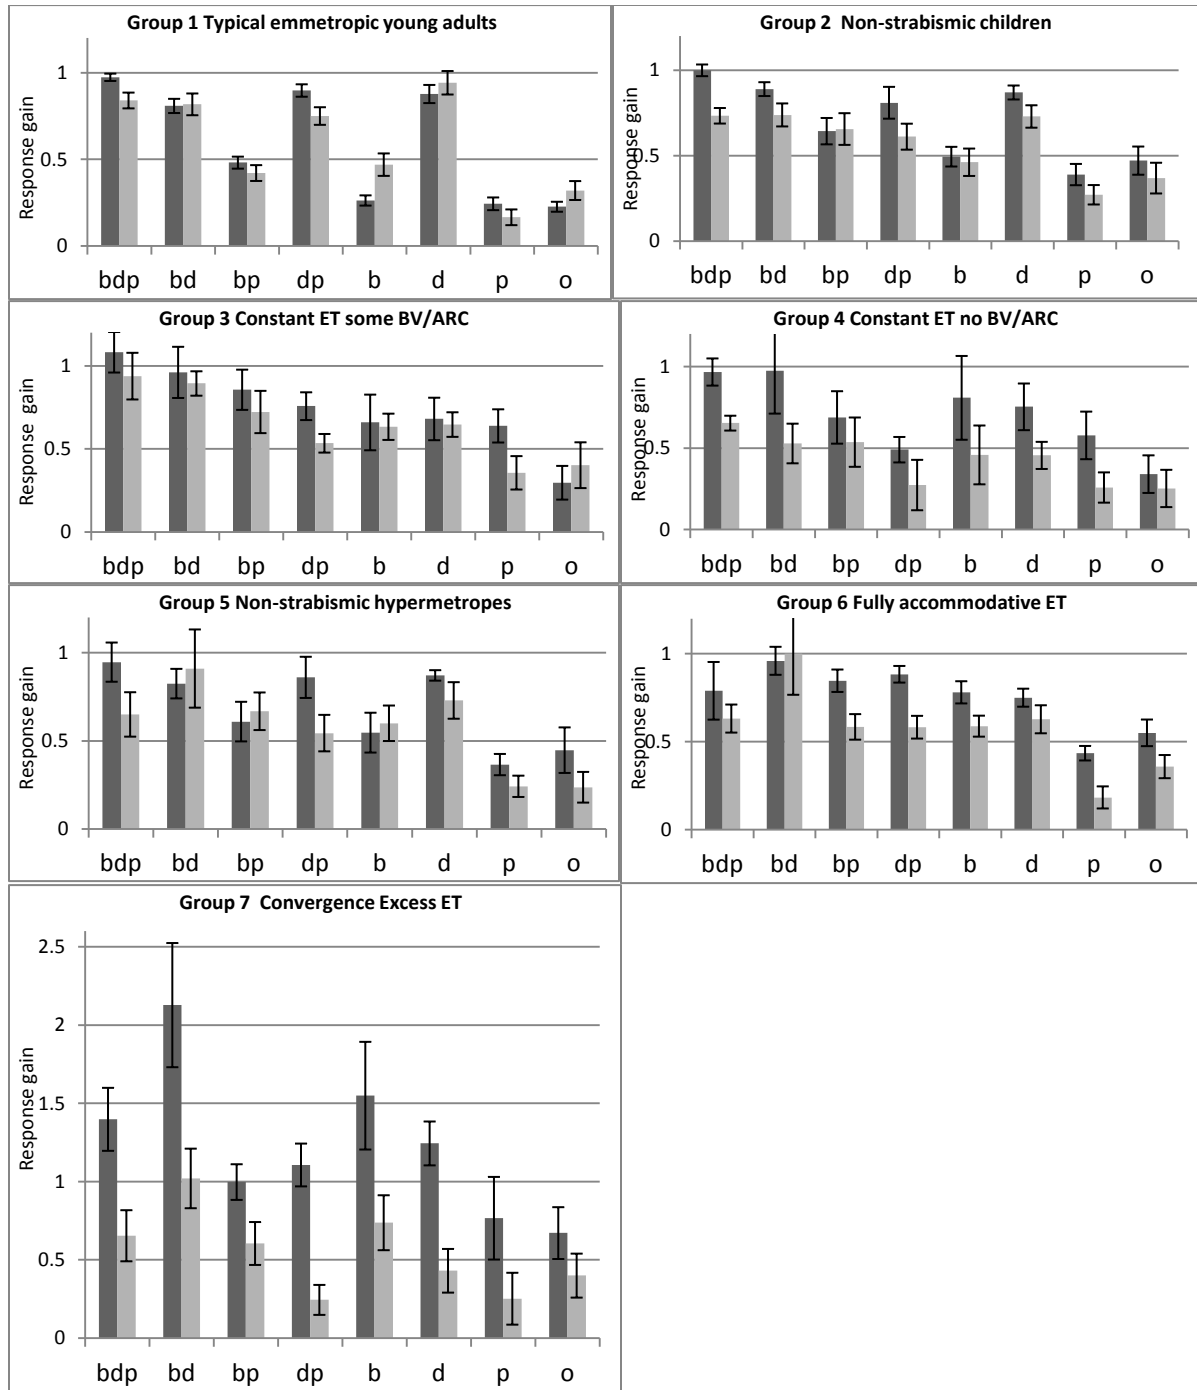 Group 1 Typical emmetropic young adults
Response gain
1
0.5
0
bdp bd bp dp b d p o
Group 2 Non-strabismic children
Response gain
1
0.5
0
bdp bd bp dp b d p o
Group 3 Constant ET some BV/ARC
Response gain
1
0.5
0
bdp bd bp dp b d p o
Group 4 Constant ET no BV/ARC
Response gain
1
0.5
0
bdp bd bp dp b d p o
Group 5 Non-strabismic hypermetropes
Response gain
1
0.5
0
bdp bd bp dp b d p o
Group 6 Fully accommodative ET
Response gain
1
0.5
0
bdp bd bp dp b d p o
Group 7 Convergence Excess ET
Response gain
2.5
2
1.5
1
0.5
0
bdp bd bp dp b d p o